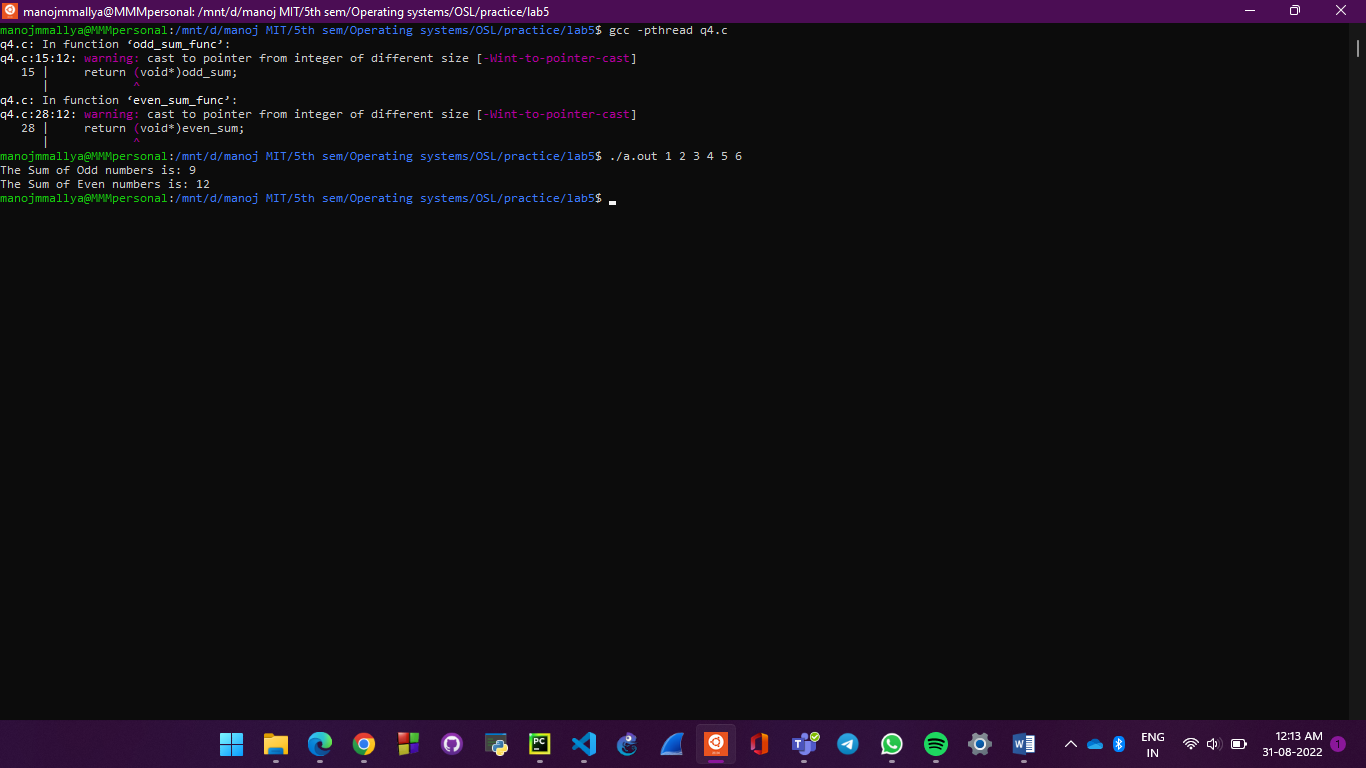 manojmmallya@MMMpersonal: /mnt/d/manoj MIT/5th sem/Operating systems/OSL/practice/lab5
manojmmallya@MMMpersonal:/mnt/d/manoj MIT/5th sem/Operating systems/OSL/practice/lab5$ gcc -pthread q4.c
q4.c: In function ‘odd_sum_func’:
q4.c:15:12: warning: cast to pointer from integer of different size [-Wint-to-pointer-cast]
   15 |     return (void*)odd_sum;
      |            ^
q4.c: In function ‘even_sum_func’:
q4.c:28:12: warning: cast to pointer from integer of different size [-Wint-to-pointer-cast]
   28 |     return (void*)even_sum;
      |            ^
manojmmallya@MMMpersonal:/mnt/d/manoj MIT/5th sem/Operating systems/OSL/practice/lab5$ ./a.out 1 2 3 4 5 6
The Sum of Odd numbers is: 9
The Sum of Even numbers is: 12
manojmmallya@MMMpersonal:/mnt/d/manoj MIT/5th sem/Operating systems/OSL/practice/lab5$
PC
W
ENG
IN
12:13 AM
31-08-2022
1